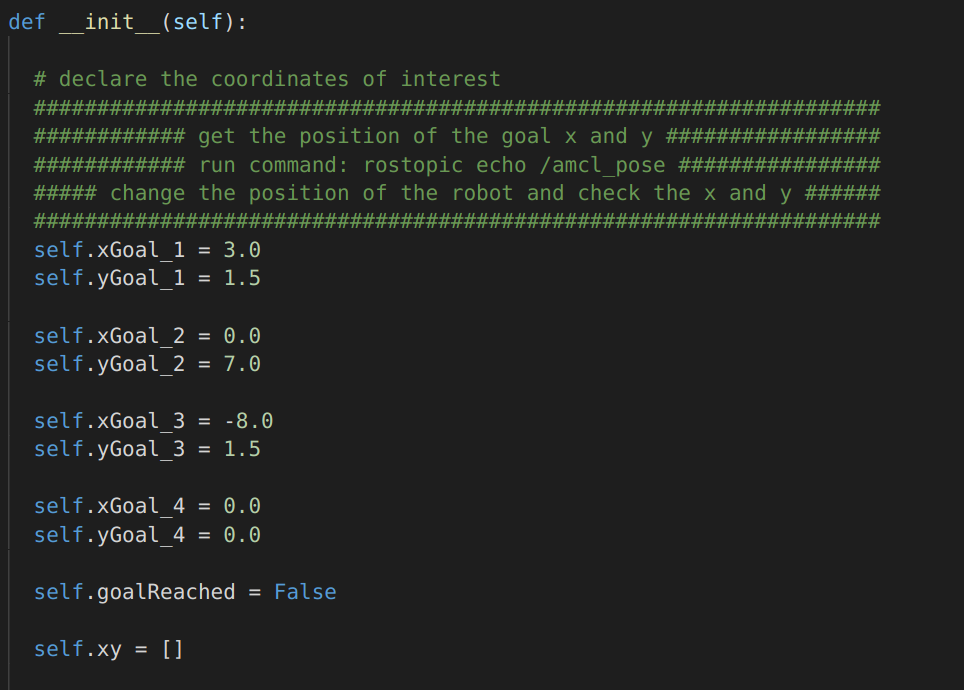 def __init__(self):
# declare the coordinates of interest
###################################################################
############ get the position of the goal x and y #################
############ run command: rostopic echo /amcl_pose ################
##### change the position of the robot and check the x and y ######
###################################################################
self.xGoal_1 = 3.0
self.yGoal_1 = 1.5
self.xGoal_2 = 0.0
self.yGoal_2 = 7.0
self.xGoal_3 = -8.0
self.yGoal_3 = 1.5
self.xGoal_4 = 0.0
self.yGoal_4 = 0.0
self.goalReached = False
self.xy = []